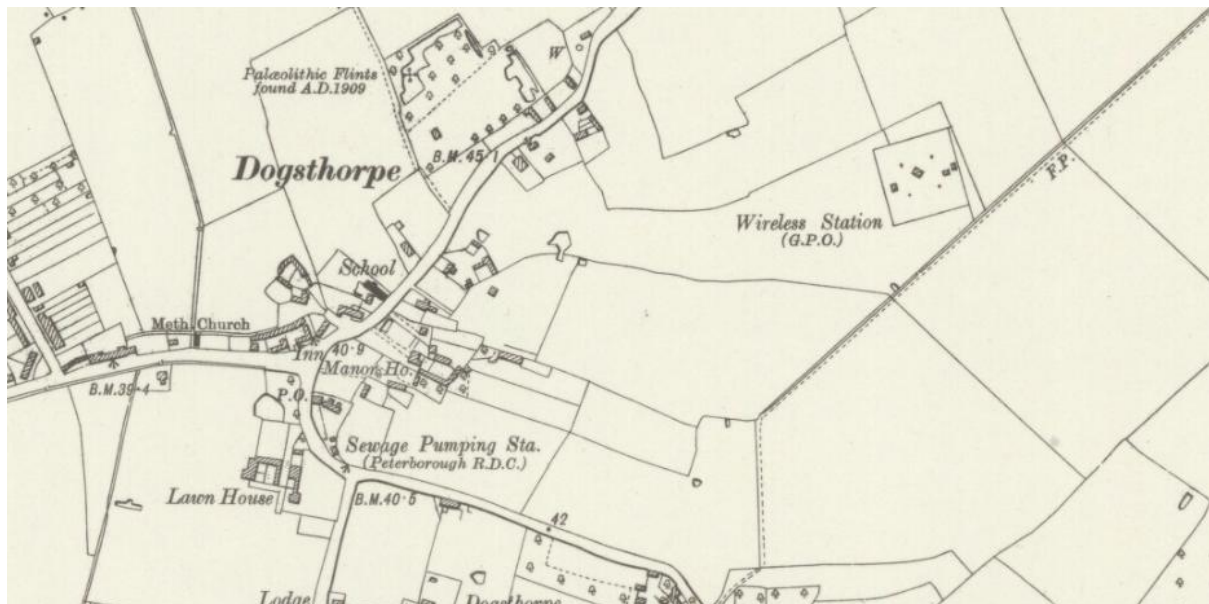 W
Palæolithic Flints
found A.D. 1909
B.M. 45·1
Dogsthorpe
F.P.
Wireless Station
(G.P.O.)
School
Meth. Church
Inn
40·9
Manor Ho.
B.M. 39·4
P.O.
Sewage Pumping Sta.
(Peterborough R.D.C.)
Lawn House
B.M. 40·5
42
Lodge
Dogsthorpe